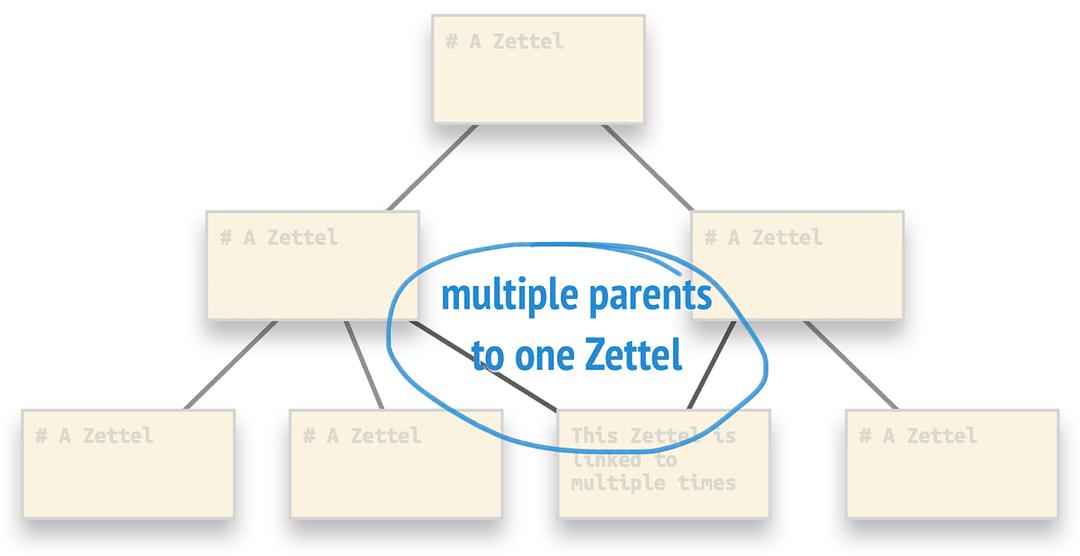 # A Zettel
# A Zettel
# A Zettel
multiple parents
to one Zettel
# A Zettel
# A Zettel
This Zettel is
linked to
multiple times
# A Zettel